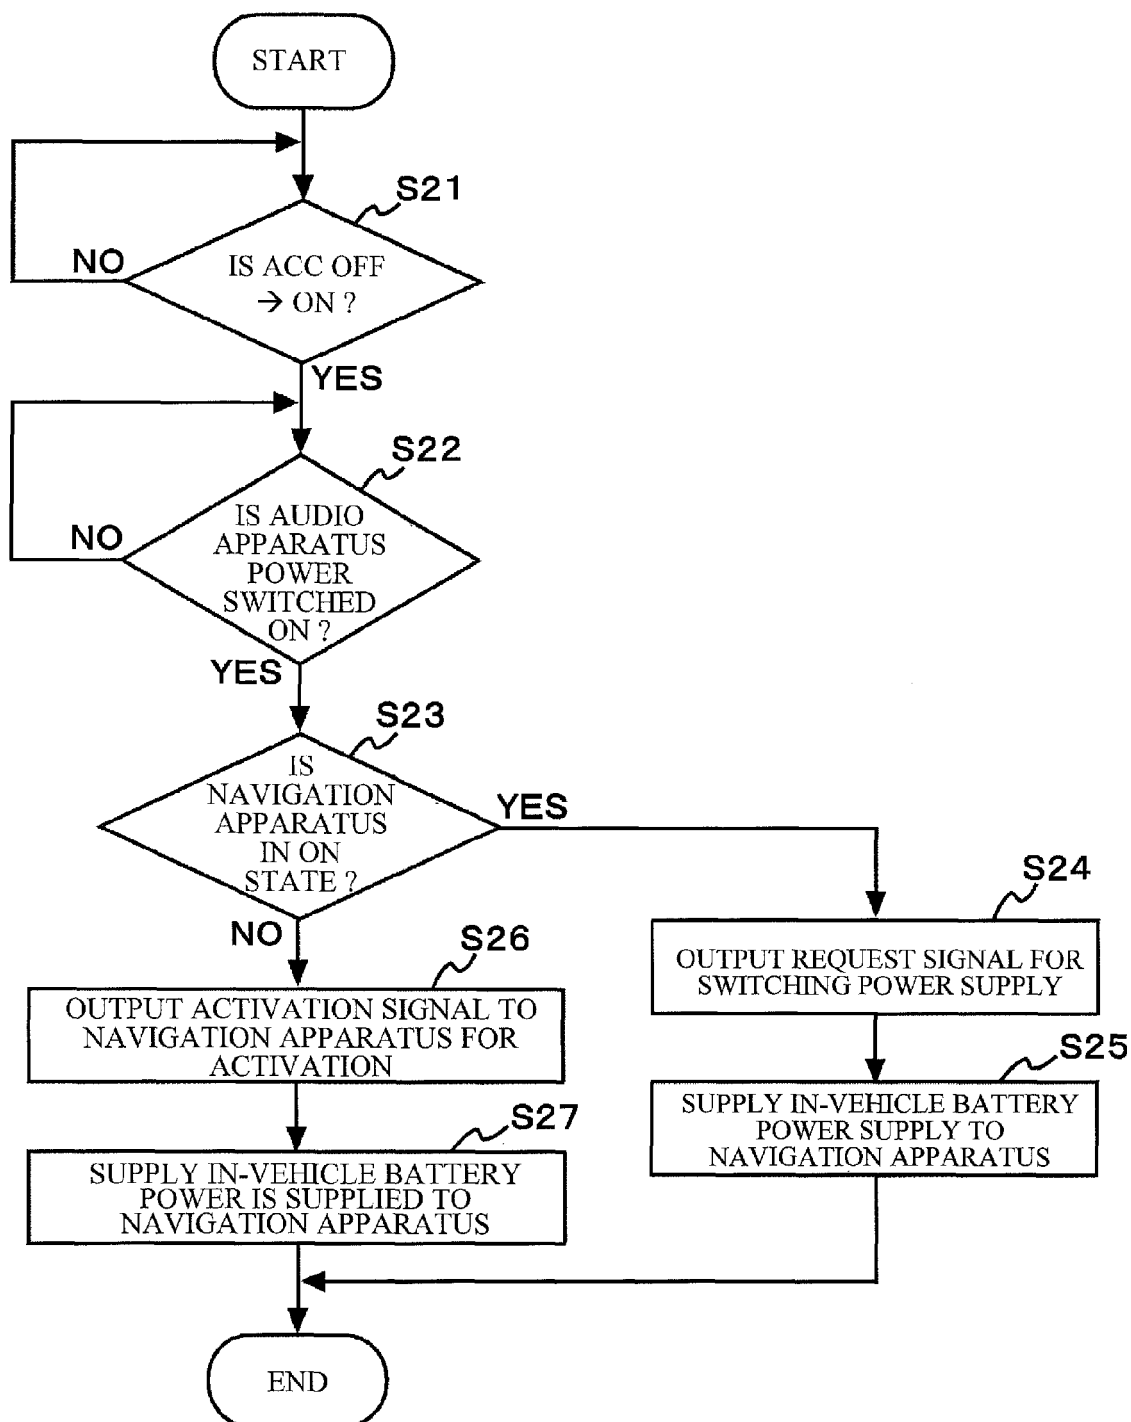 START
S21
NO
IS ACC OFF
→ ON ?
YES
S22
NO
IS AUDIO
APPARATUS
POWER
SWITCHED
ON ?
YES
S23
IS
NAVIGATION
APPARATUS
IN ON
STATE ?
YES
NO
S24
OUTPUT REQUEST SIGNAL FOR
SWITCHING POWER SUPPLY
S26
OUTPUT ACTIVATION SIGNAL TO
NAVIGATION APPARATUS FOR
ACTIVATION
S25
SUPPLY IN-VEHICLE BATTERY
POWER SUPPLY TO
NAVIGATION APPARATUS
S27
SUPPLY IN-VEHICLE BATTERY
POWER IS SUPPLIED TO
NAVIGATION APPARATUS
END